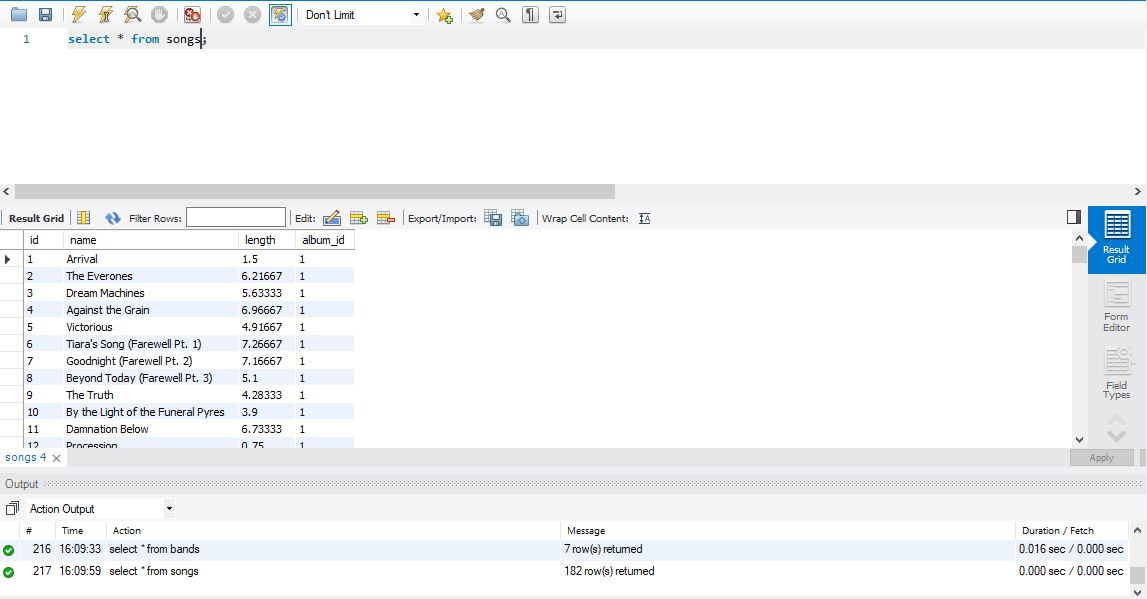 Don't Limit
1 select * from songs;
Result Grid Filter Rows: Edit: Export/Import: Wrap Cell Content: IA
id name length album_id
1 Arrival 1.5 1
2 The Everones 6.21667 1
3 Dream Machines 5.63333 1
4 Against the Grain 6.96667 1
5 Victorious 4.91667 1
6 Tiara's Song (Farewell Pt. 1) 7.26667 1
7 Goodnight (Farewell Pt. 2) 7.16667 1
8 Beyond Today (Farewell Pt. 3) 5.1 1
9 The Truth 4.28333 1
10 By the Light of the Funeral Pyres 3.9 1
11 Damnation Below 6.73333 1
12 Procession 0.75 1
Result
Grid
Form
Editor
Field
Types
songs 4
Apply
Output
Action Output
# Time Action Message Duration / Fetch
216 16:09:33 select * from bands 7 row(s) returned 0.016 sec / 0.000 sec
217 16:09:59 select * from songs 182 row(s) returned 0.000 sec / 0.000 sec